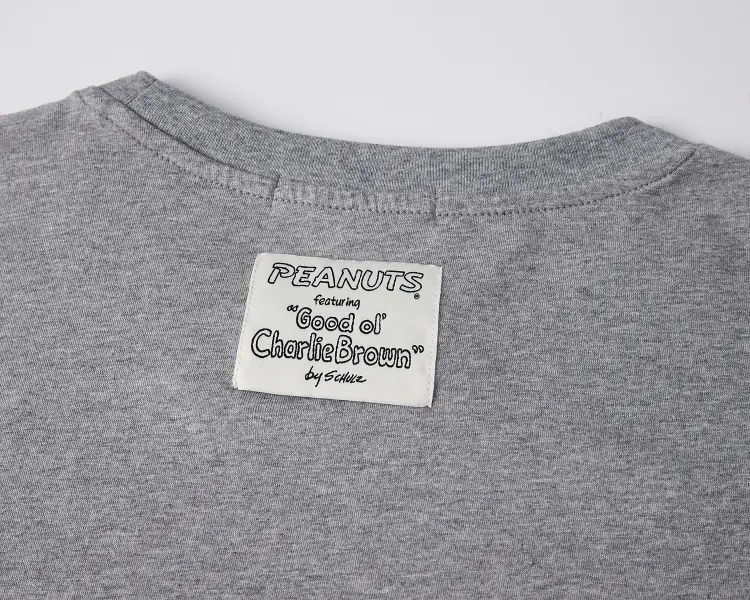 PEANUTS®
featuring
"Good ol'
Charlie Brown"
by SCHULZ